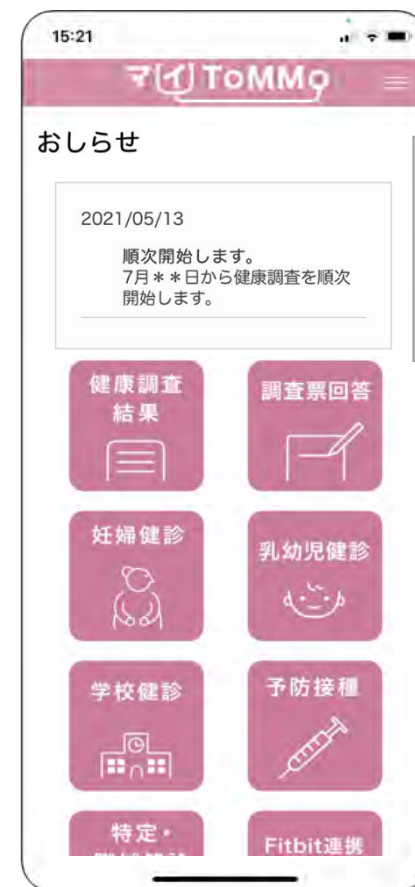 15:21
マイToMMo
おしらせ
2021/05/13
順次開始します。
7月＊＊日から健康調査を順次
開始します。
健康調査
結果
調査票回答
妊婦健診
乳幼児健診
学校健診
予防接種
特定・
Fitbit連携